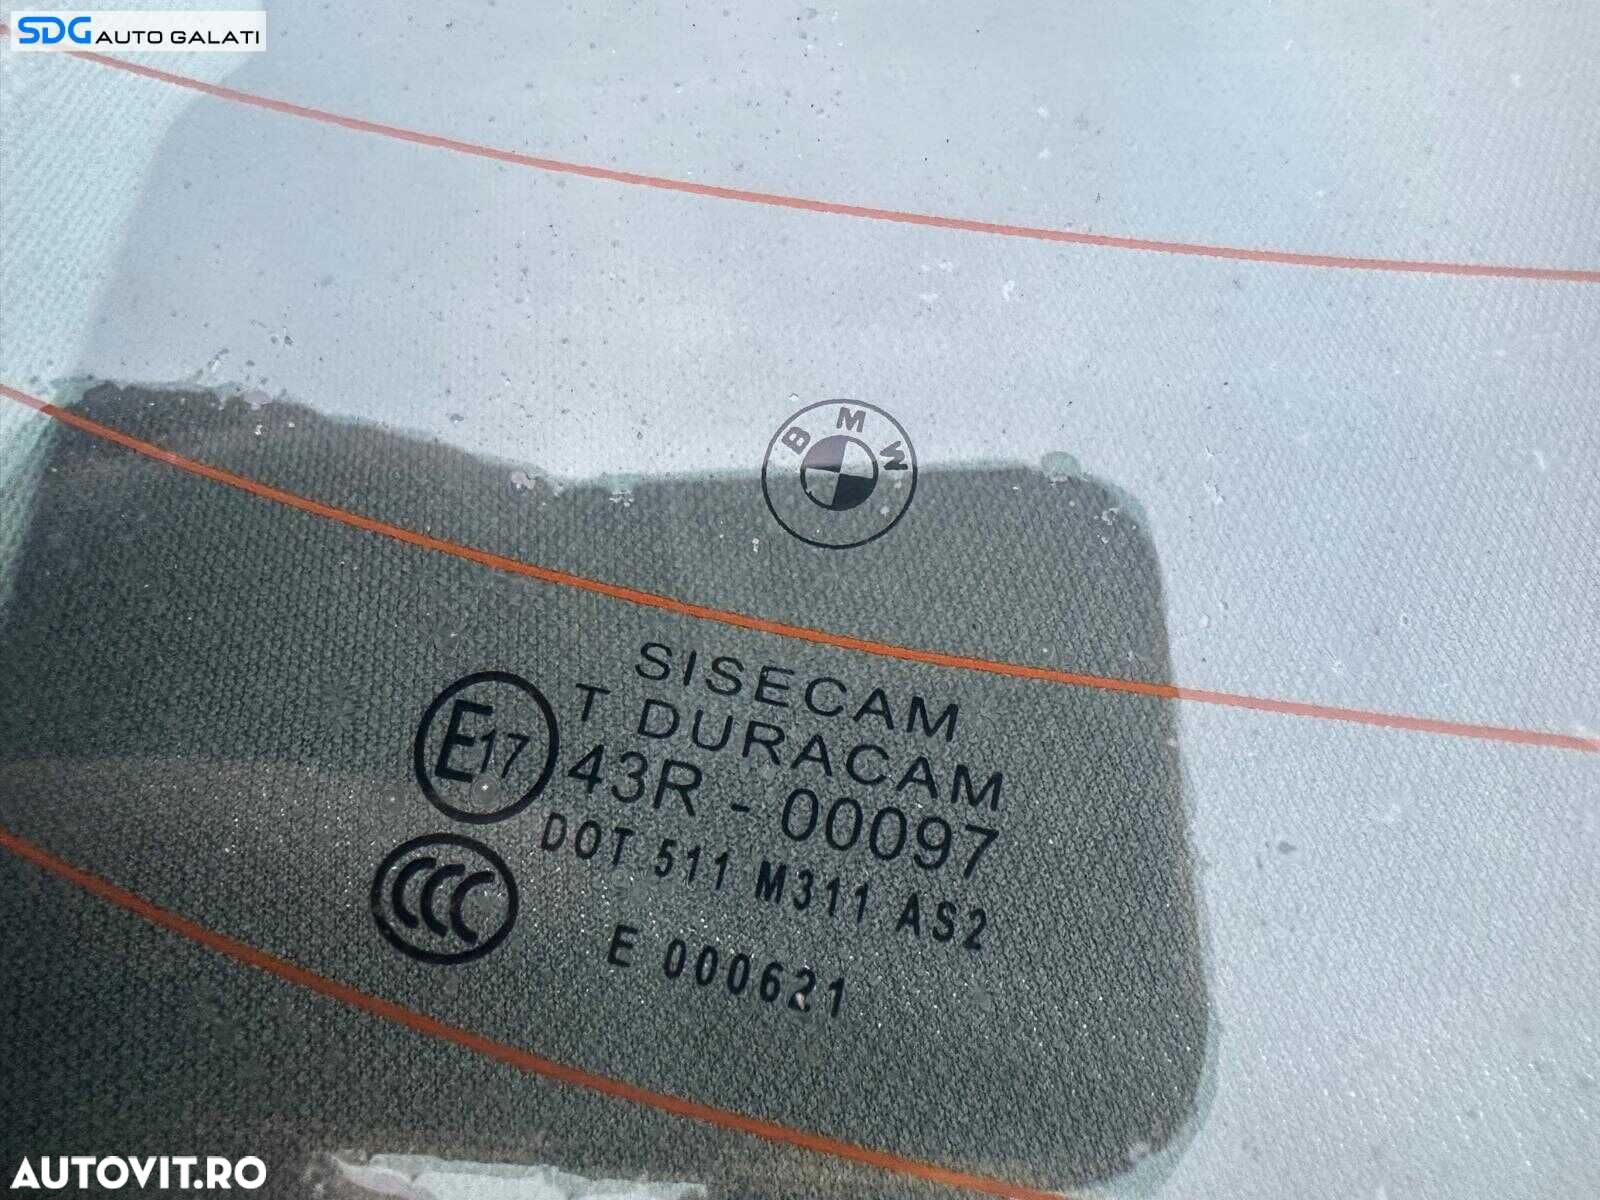 SDG AUTO GALATI
BMW
SISECAM
T DURACAM
E17
43R - 00097
DOT 511 M311 AS2
CCC
E 000621
AUTOVIT.RO